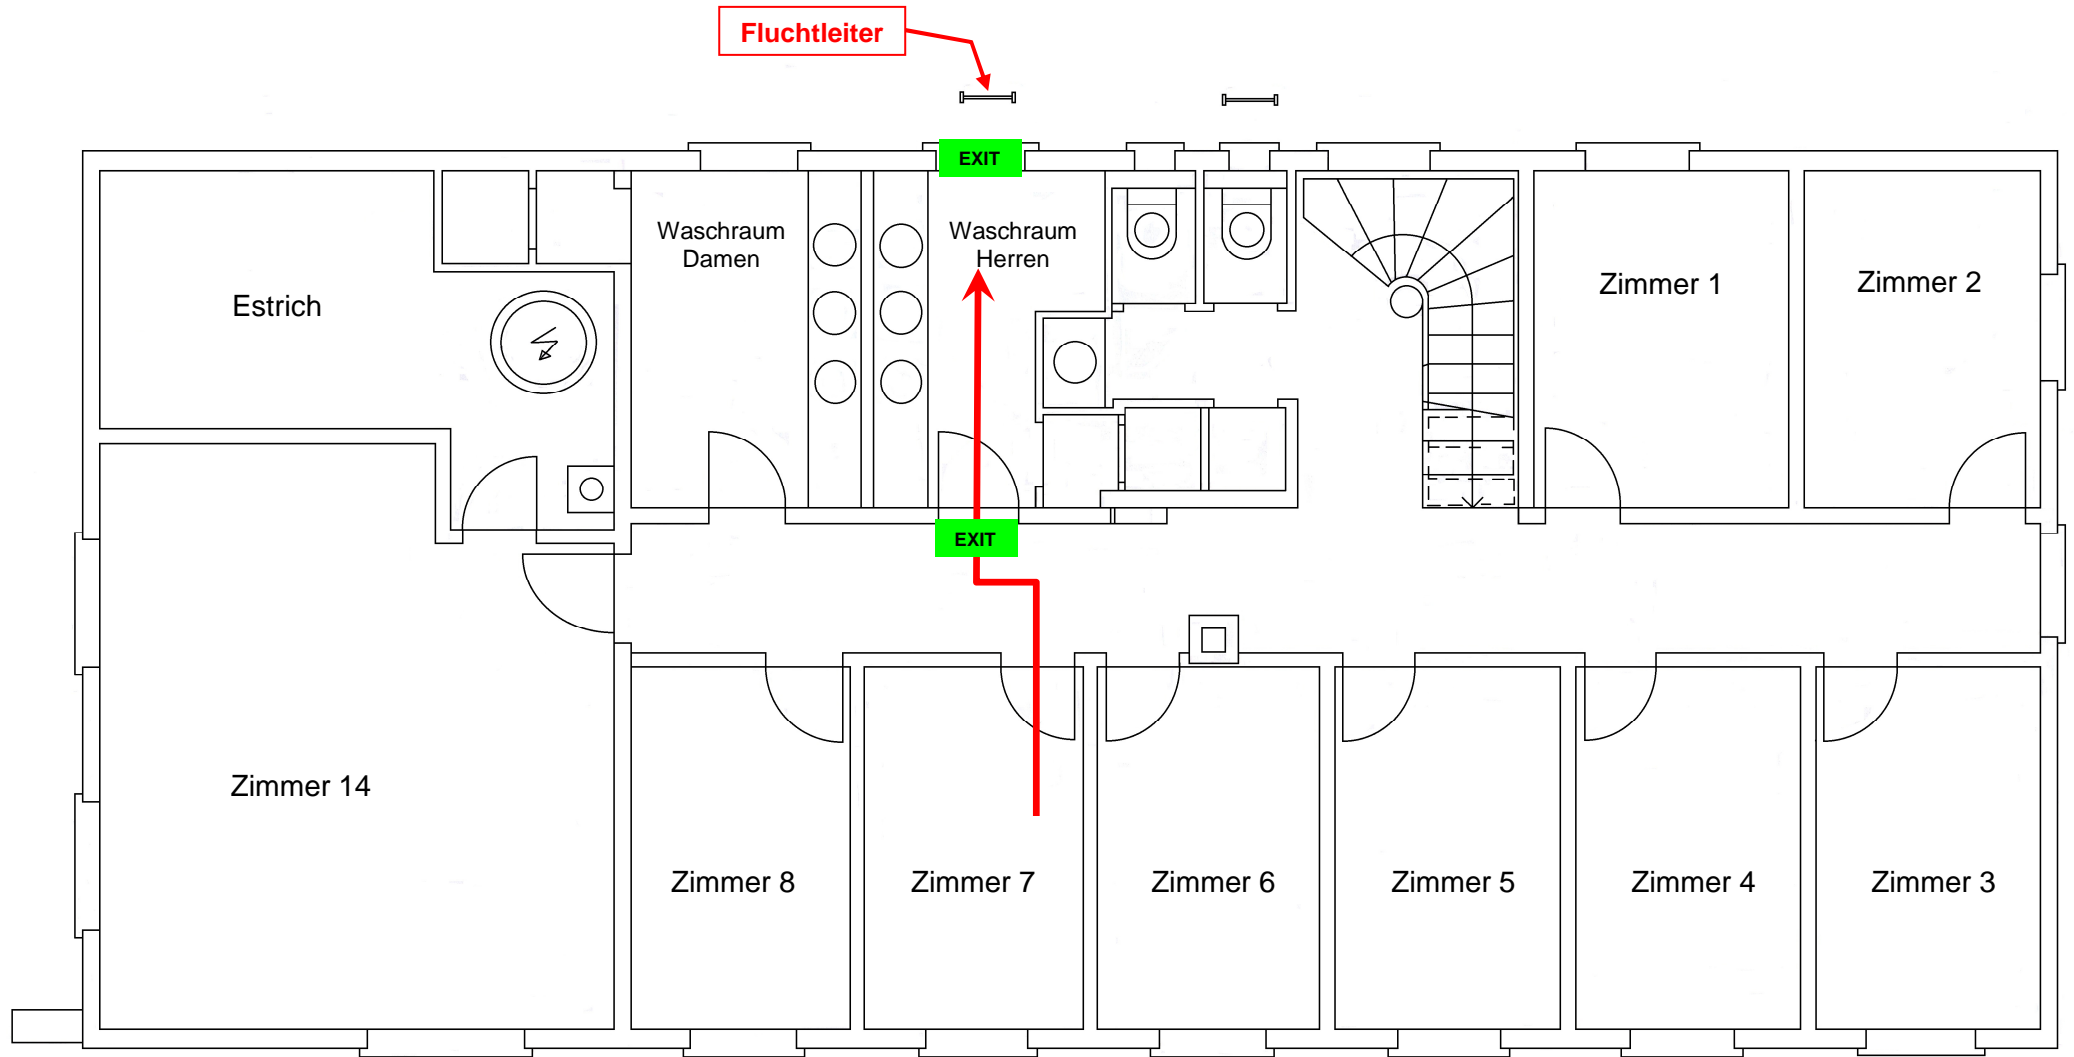 Fluchtleiter
EXIT
Waschraum
Damen
Waschraum
Herren
Estrich
Zimmer 1
Zimmer 2
EXIT
Zimmer 14
Zimmer 8
Zimmer 7
Zimmer 6
Zimmer 5
Zimmer 4
Zimmer 3